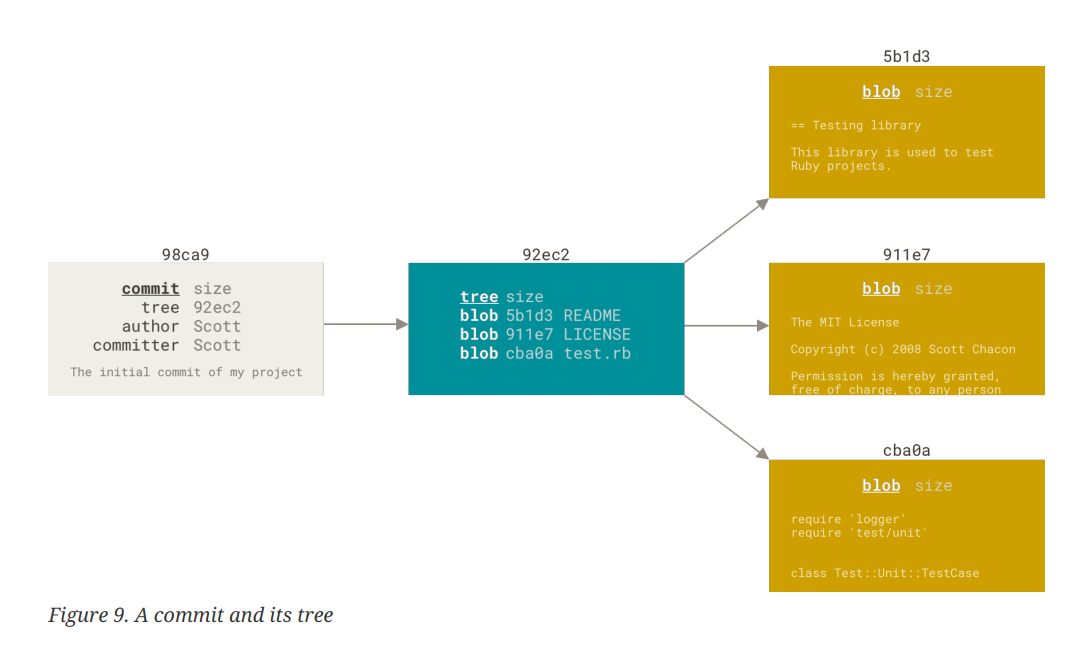 98ca9
commit size
tree 92ec2
author Scott
committer Scott
The initial commit of my project
92ec2
tree size
blob 5b1d3 README
blob 911e7 LICENSE
blob cba0a test.rb
5b1d3
blob size
== Testing library
This library is used to test
Ruby projects.
911e7
blob size
The MIT License
Copyright (c) 2008 Scott Chacon
Permission is hereby granted,
free of charge, to any person
cba0a
blob size
require 'logger'
require 'test/unit'
class Test::Unit::TestCase
Figure 9. A commit and its tree